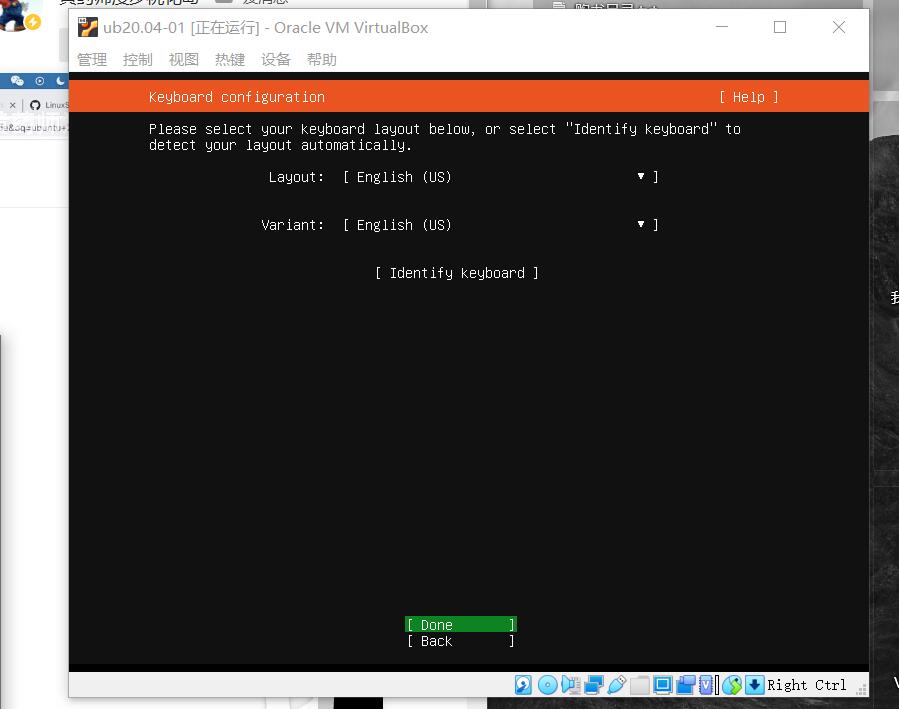 ub20.04-01 [正在运行] - Oracle VM VirtualBox
管理 控制 视图 热键 设备 帮助
Keyboard configuration [ Help ]
Please select your keyboard layout below, or select "Identify keyboard" to
detect your layout automatically.
Layout: [ English (US) ▼ ]
Variant: [ English (US) ▼ ]
[ Identify keyboard ]
[ Done ]
[ Back ]
Right Ctrl